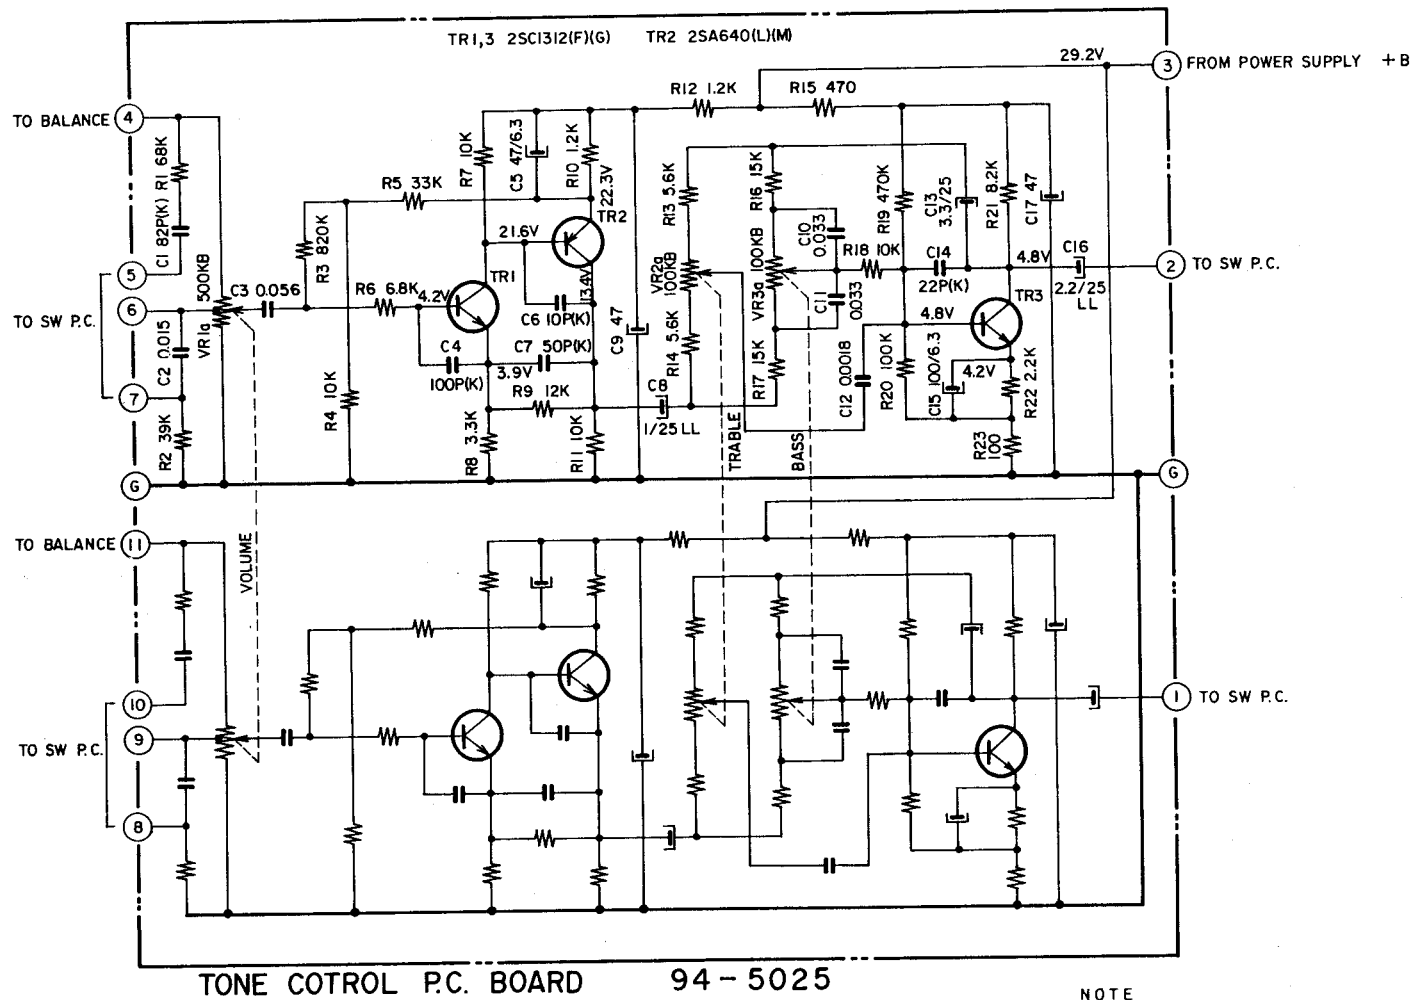 TR1,3 2SC1312(F)(G) TR2 2SA640(L)(M)
29.2V
3 FROM POWER SUPPLY +B
R12 1.2K R15 470
TO BALANCE 4
R1 68K
C1 82P(K)
R7 10K
C5 47/6.3
R10 1.2K
22.3V
R5 33K
R3 820K
R13 5.6K
R16 15K
R19 470K
C13 3.3/25
R21 8.2K
C17 47
TR2
21.6V
C10 0.033
R18 10K
C14
22P(K)
4.8V
C16
2.2/25
LL
2 TO SW P.C.
5
6
7
TO SW P.C.
500KB
VR1a
C3 0.056
R6 6.8K
4.2V
TR1
13.4V
C6 10P(K)
VR2a
100KB
VR3a 100KB
C11 0.033
TR3
4.8V
C2 0.015
C4
100P(K)
C7 50P(K)
3.9V
R9 12K
C9 47
R14 5.6K
R17 15K
C12 0.0018
R20 100K
C15 100/6.3
4.2V
R22 2.2K
R2 39K
R4 10K
R8 3.3K
R11 10K
C8
1/25 LL
TRABLE
BASS
R23
100
G
G
VOLUME
TO BALANCE 11
10
9
TO SW P.C.
8
1 TO SW P.C.
TONE COTROL P.C. BOARD 94-5025
NOTE